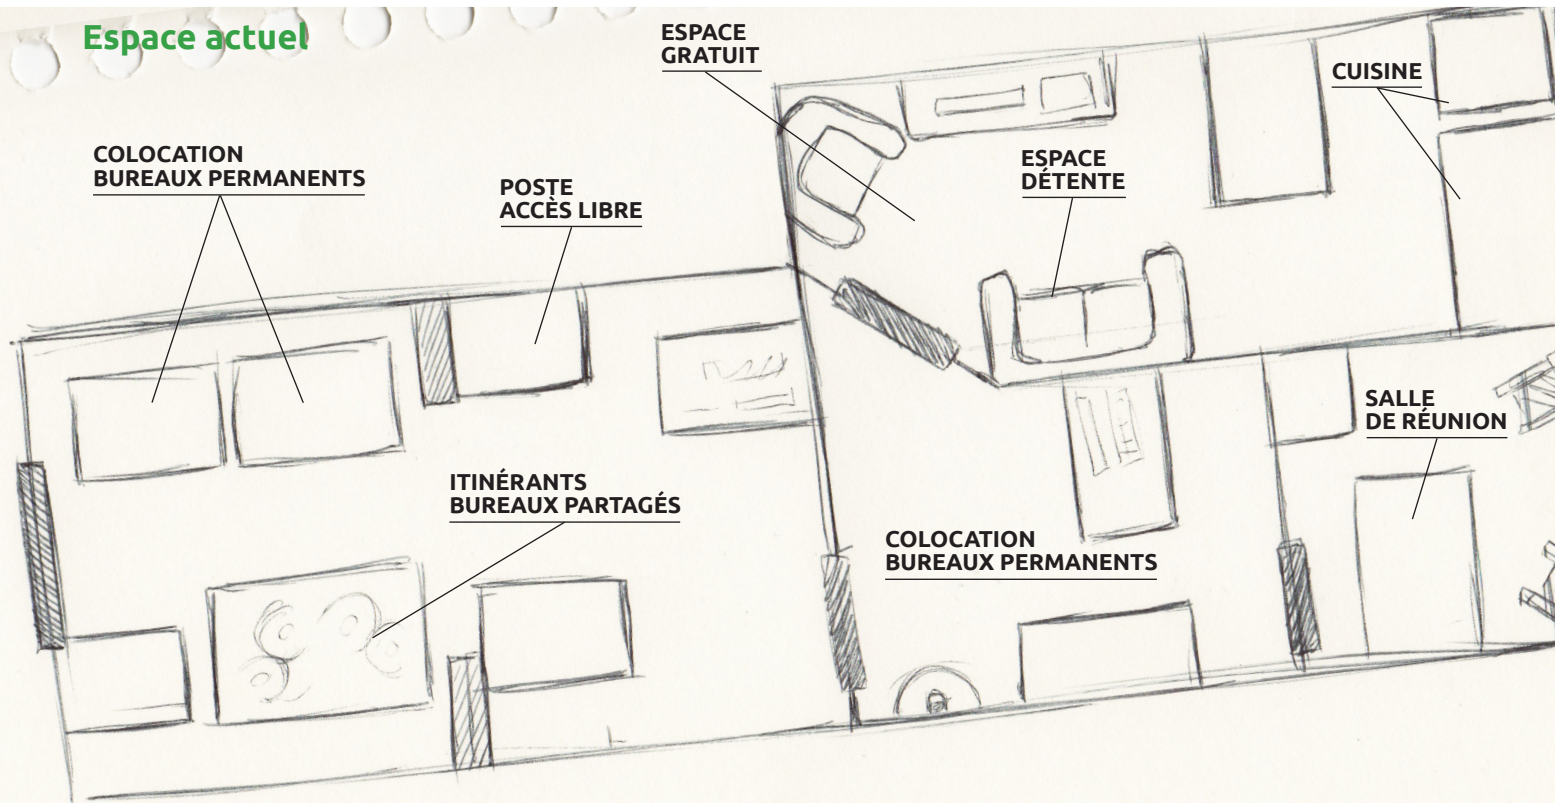 Espace actuel
ESPACE
GRATUIT
CUISINE
COLOCATION
BUREAUX PERMANENTS
POSTE
ACCÈS LIBRE
ESPACE
DÉTENTE
SALLE
DE RÉUNION
ITINÉRANTS
BUREAUX PARTAGÉS
COLOCATION
BUREAUX PERMANENTS